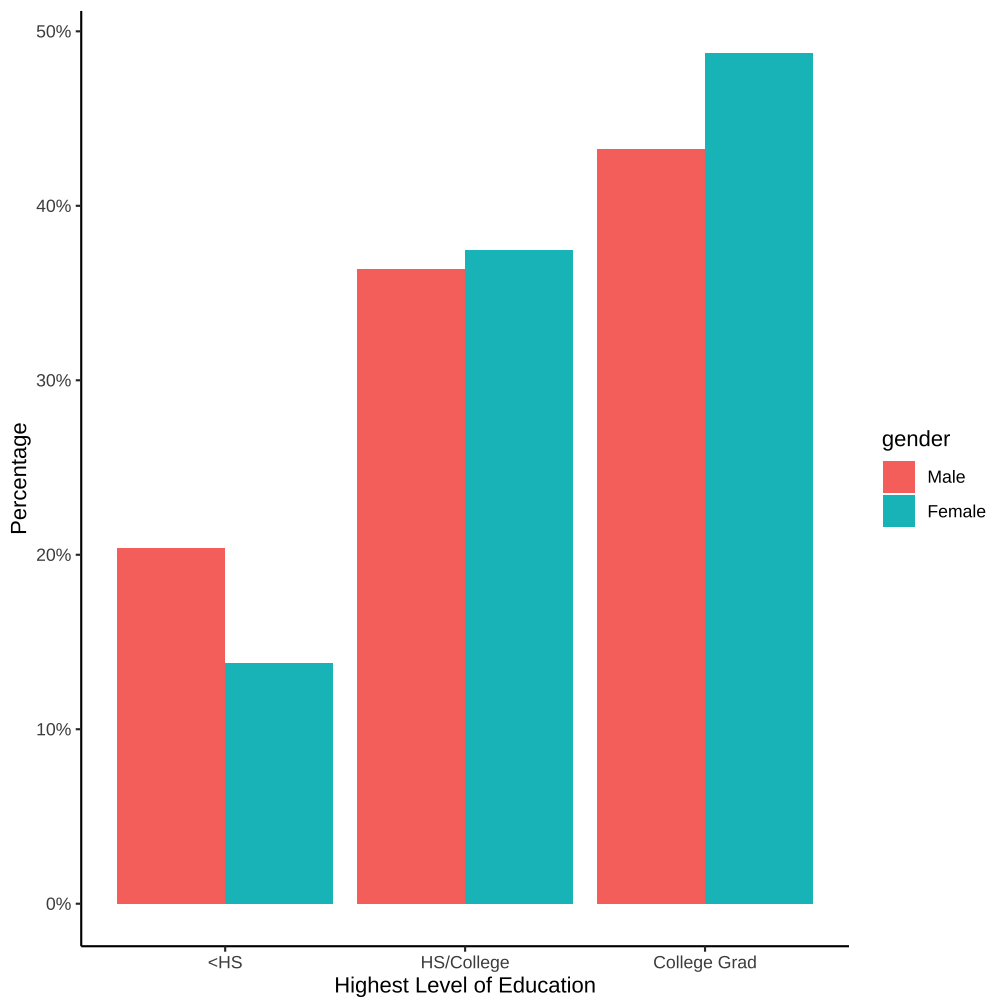 50%
40%
30%
20%
10%
0%
Percentage
<HS
HS/College
College Grad
Highest Level of Education
gender
Male
Female